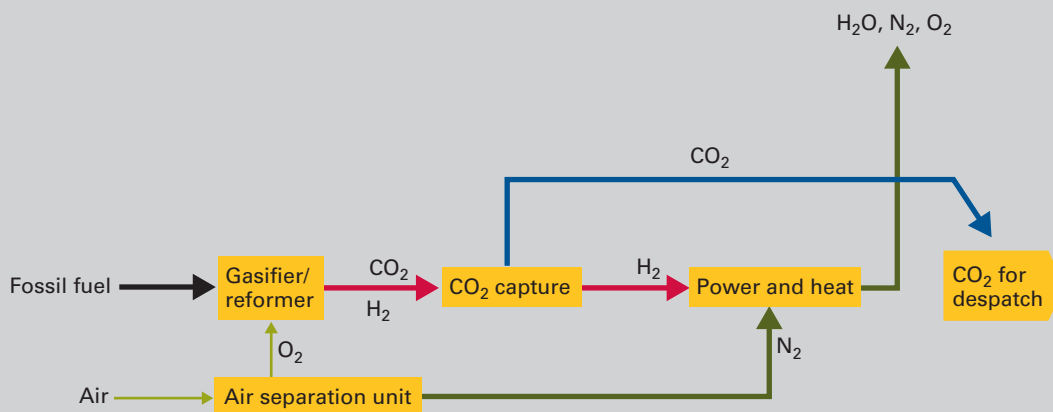 H₂O, N₂, O₂
CO₂
Fossil fuel
Gasifier/
reformer
CO₂
H₂
CO₂ capture
H₂
Power and heat
CO₂ for
despatch
O₂
N₂
Air
Air separation unit